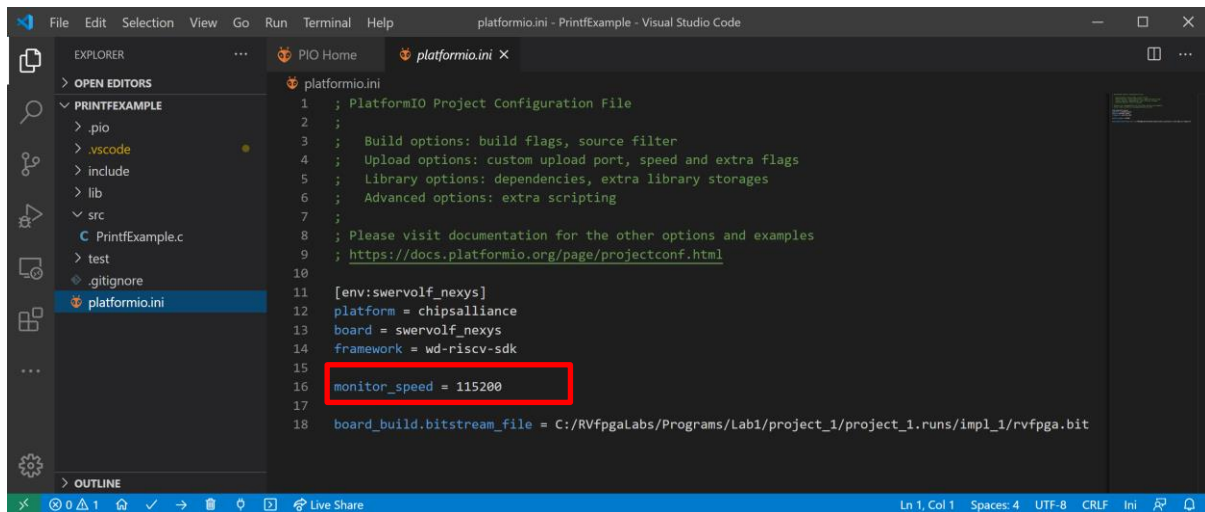 File Edit Selection View Go Run Terminal Help platformio.ini - PrintfExample - Visual Studio Code
EXPLORER
PIO Home
platformio.ini
OPEN EDITORS
PRINTFEXAMPLE
.pio
.vscode
include
lib
src
C PrintfExample.c
test
.gitignore
platformio.ini
OUTLINE
platformio.ini
1 ; PlatformIO Project Configuration File
2 ;
3 ;   Build options: build flags, source filter
4 ;   Upload options: custom upload port, speed and extra flags
5 ;   Library options: dependencies, extra library storages
6 ;   Advanced options: extra scripting
7 ;
8 ; Please visit documentation for the other options and examples
9 ; https://docs.platformio.org/page/projectconf.html
10
11 [env:swervolf_nexys]
12 platform = chipsalliance
13 board = swervolf_nexys
14 framework = wd-riscv-sdk
15
16 monitor_speed = 115200
17
18 board_build.bitstream_file = C:/RVfpgaLabs/Programs/Lab1/project_1/project_1.runs/impl_1/rvfpga.bit
0 1 Live Share Ln 1, Col 1 Spaces: 4 UTF-8 CRLF Ini